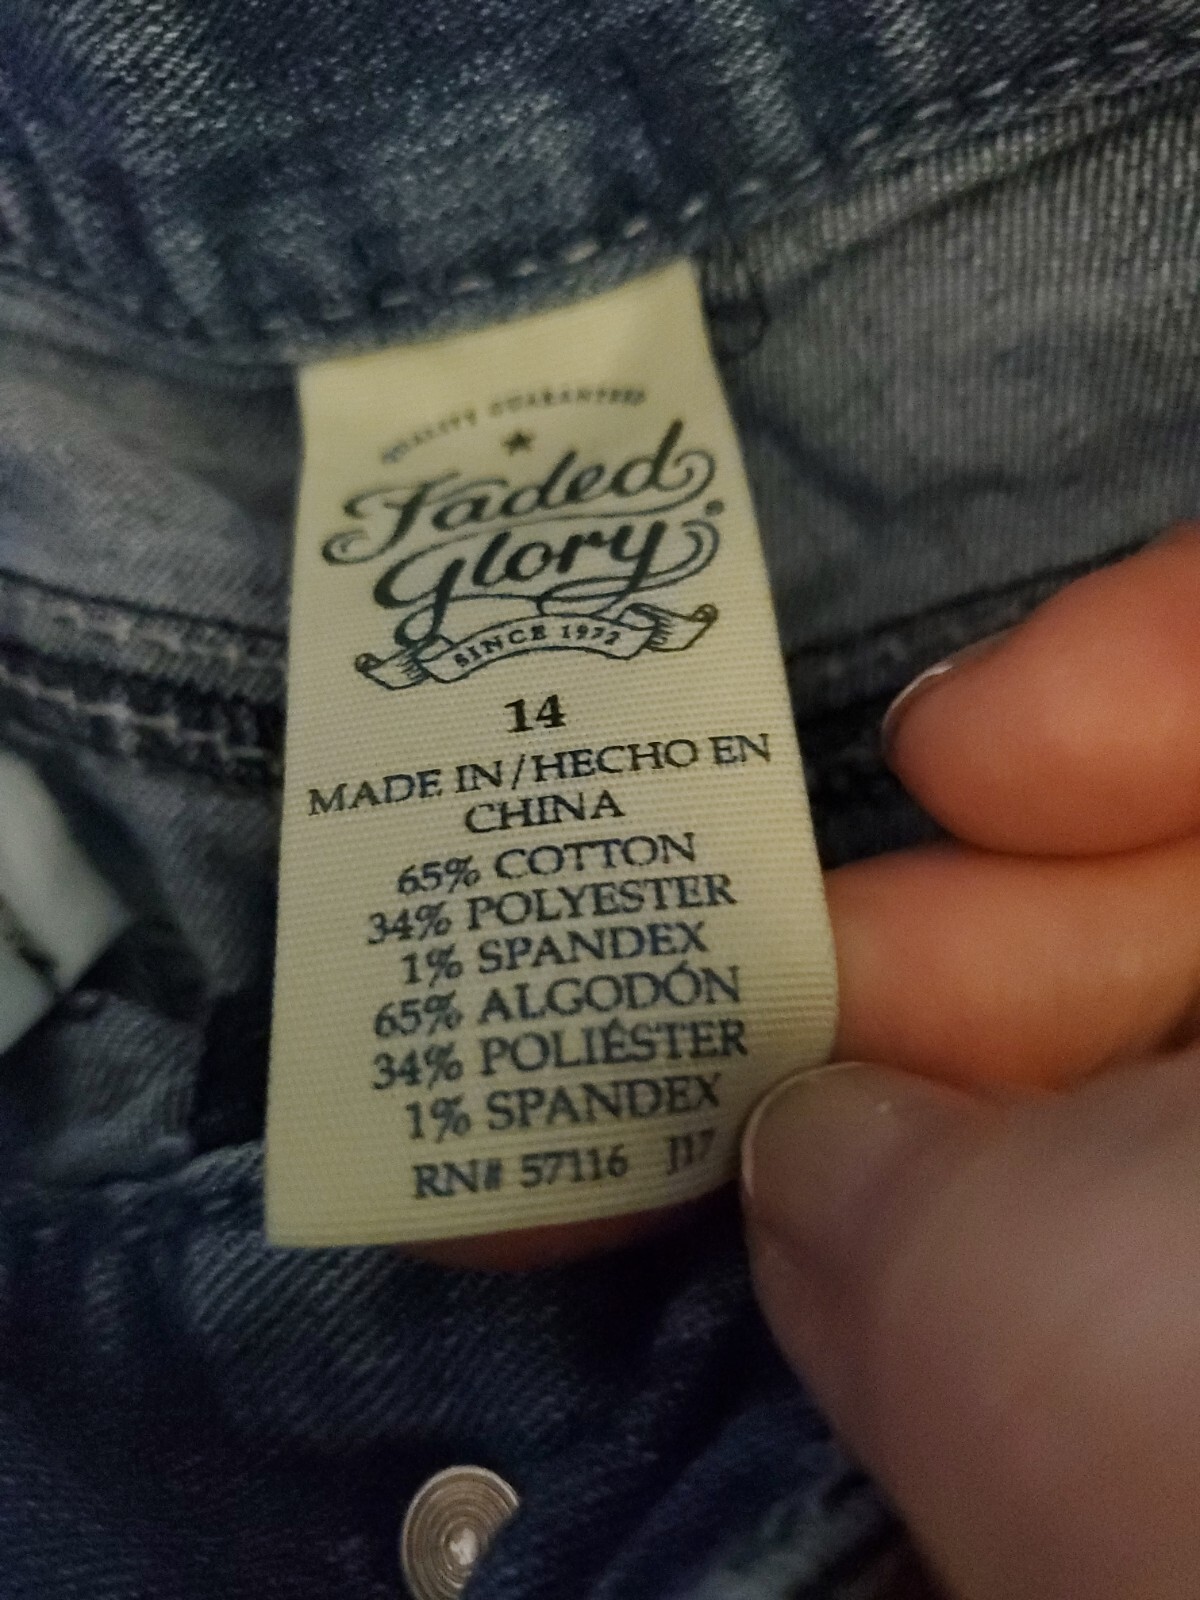 QUALITY GUARANTEED
Faded
Glory
SINCE 1972
14
MADE IN/HECHO EN
CHINA
65% COTTON
34% POLYESTER
1% SPANDEX
65% ALGODÓN
34% POLIÉSTER
1% SPANDEX
RN# 57116 J17